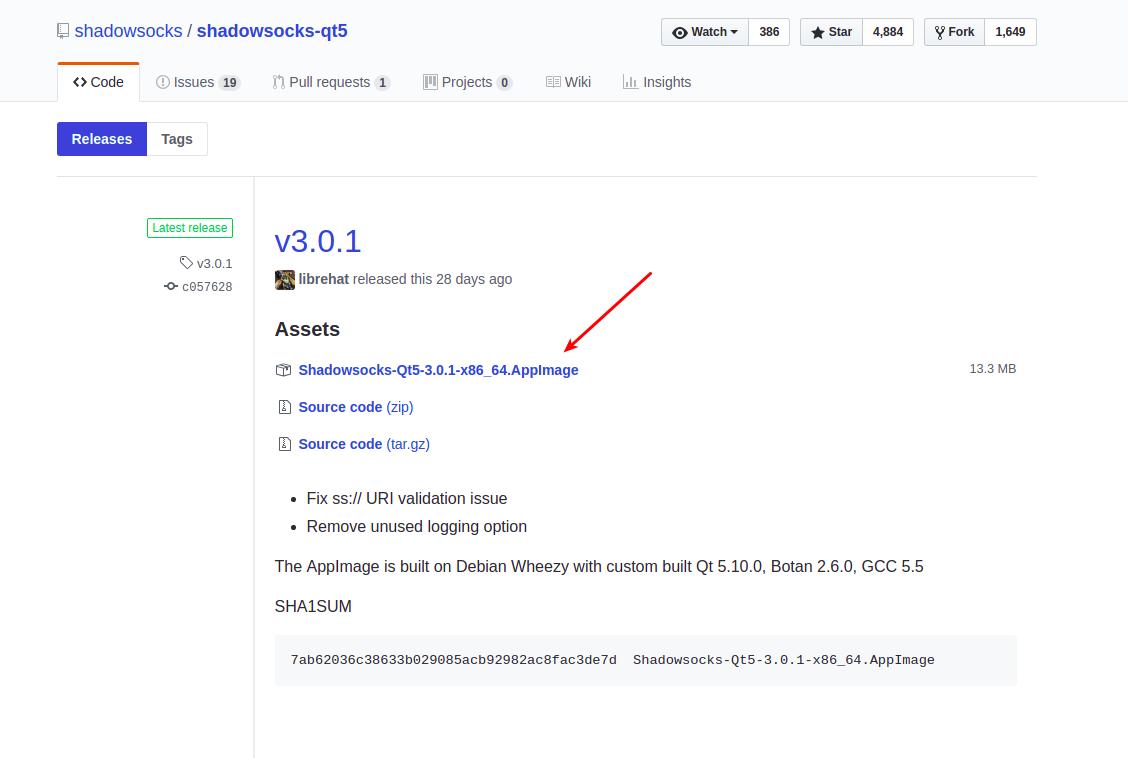 shadowsocks / shadowsocks-qt5
Watch 386 Star 4,884 Fork 1,649
Code Issues 19 Pull requests 1 Projects 0 Wiki Insights
Releases Tags
Latest release
v3.0.1
c057628
v3.0.1
librehat released this 28 days ago
Assets
Shadowsocks-Qt5-3.0.1-x86_64.AppImage 13.3 MB
Source code (zip)
Source code (tar.gz)
Fix ss:// URI validation issue
Remove unused logging option
The AppImage is built on Debian Wheezy with custom built Qt 5.10.0, Botan 2.6.0, GCC 5.5
SHA1SUM
7ab62036c38633b029085acb92982ac8fac3de7d Shadowsocks-Qt5-3.0.1-x86_64.AppImage